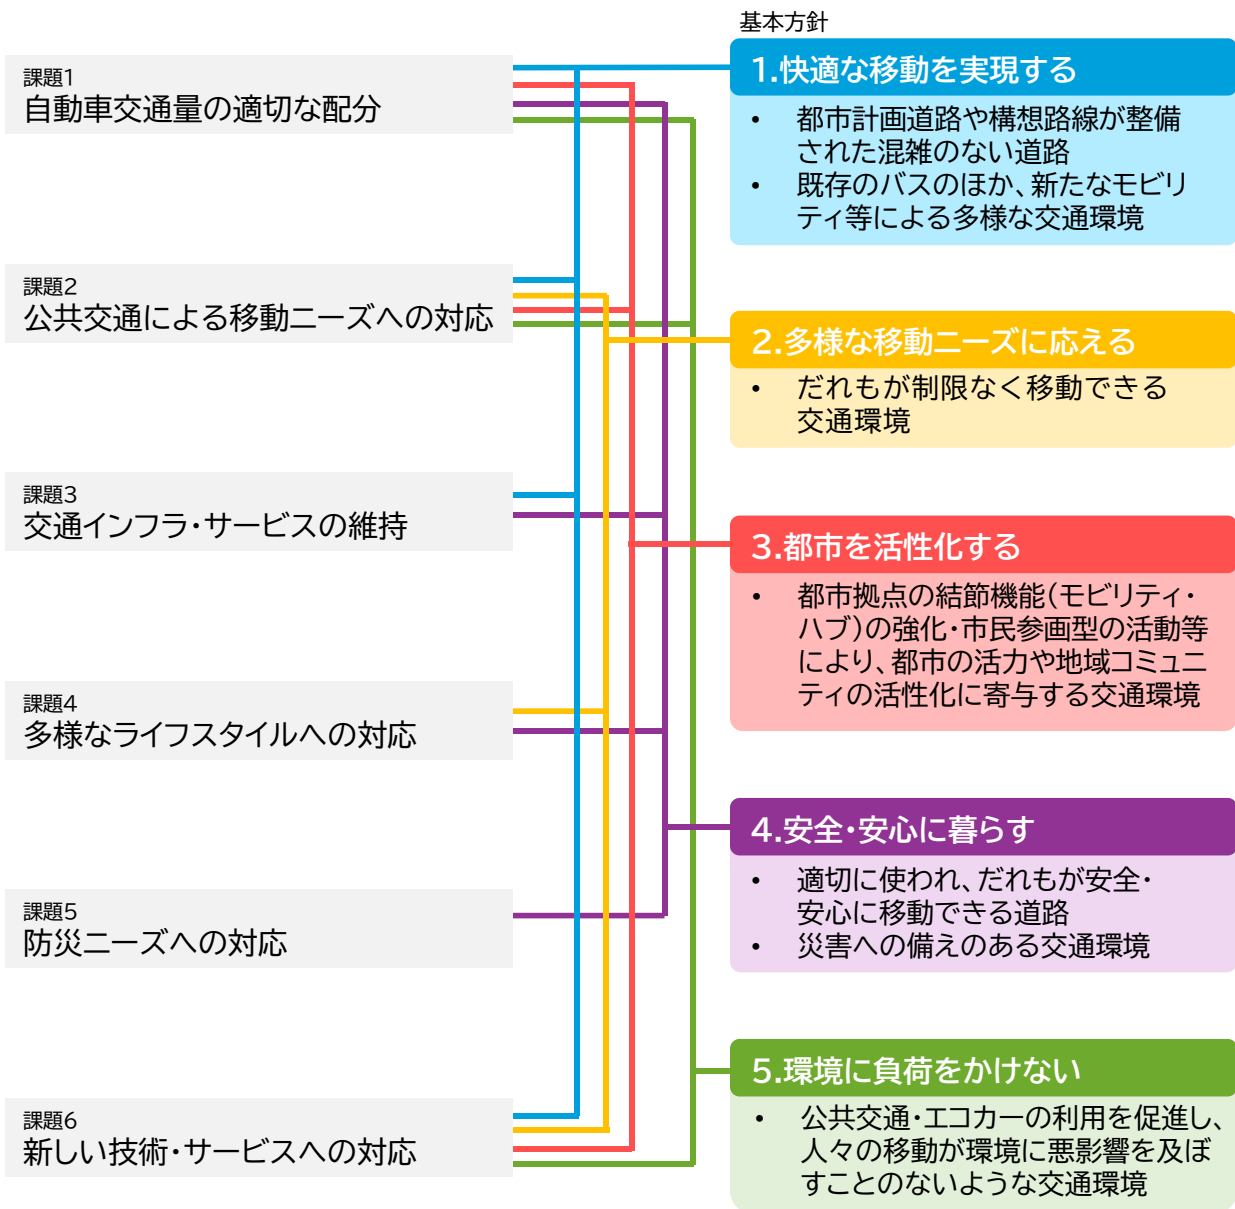 課題1
自動車交通量の適切な配分
課題2
公共交通による移動ニーズへの対応
課題3
交通インフラ・サービスの維持
課題4
多様なライフスタイルへの対応
課題5
防災ニーズへの対応
課題6
新しい技術・サービスへの対応
基本方針
1.快適な移動を実現する
• 都市計画道路や構想路線が整備
された混雑のない道路
• 既存のバスのほか、新たなモビリ
ティ等による多様な交通環境
2.多様な移動ニーズに応える
• だれもが制限なく移動できる
交通環境
3.都市を活性化する
• 都市拠点の結節機能(モビリティ・
ハブ)の強化・市民参画型の活動等
により、都市の活力や地域コミュニ
ティの活性化に寄与する交通環境
4.安全・安心に暮らす
• 適切に使われ、だれもが安全・
安心に移動できる道路
• 災害への備えのある交通環境
5.環境に負荷をかけない
• 公共交通・エコカーの利用を促進し、
人々の移動が環境に悪影響を及ぼ
すことのないような交通環境